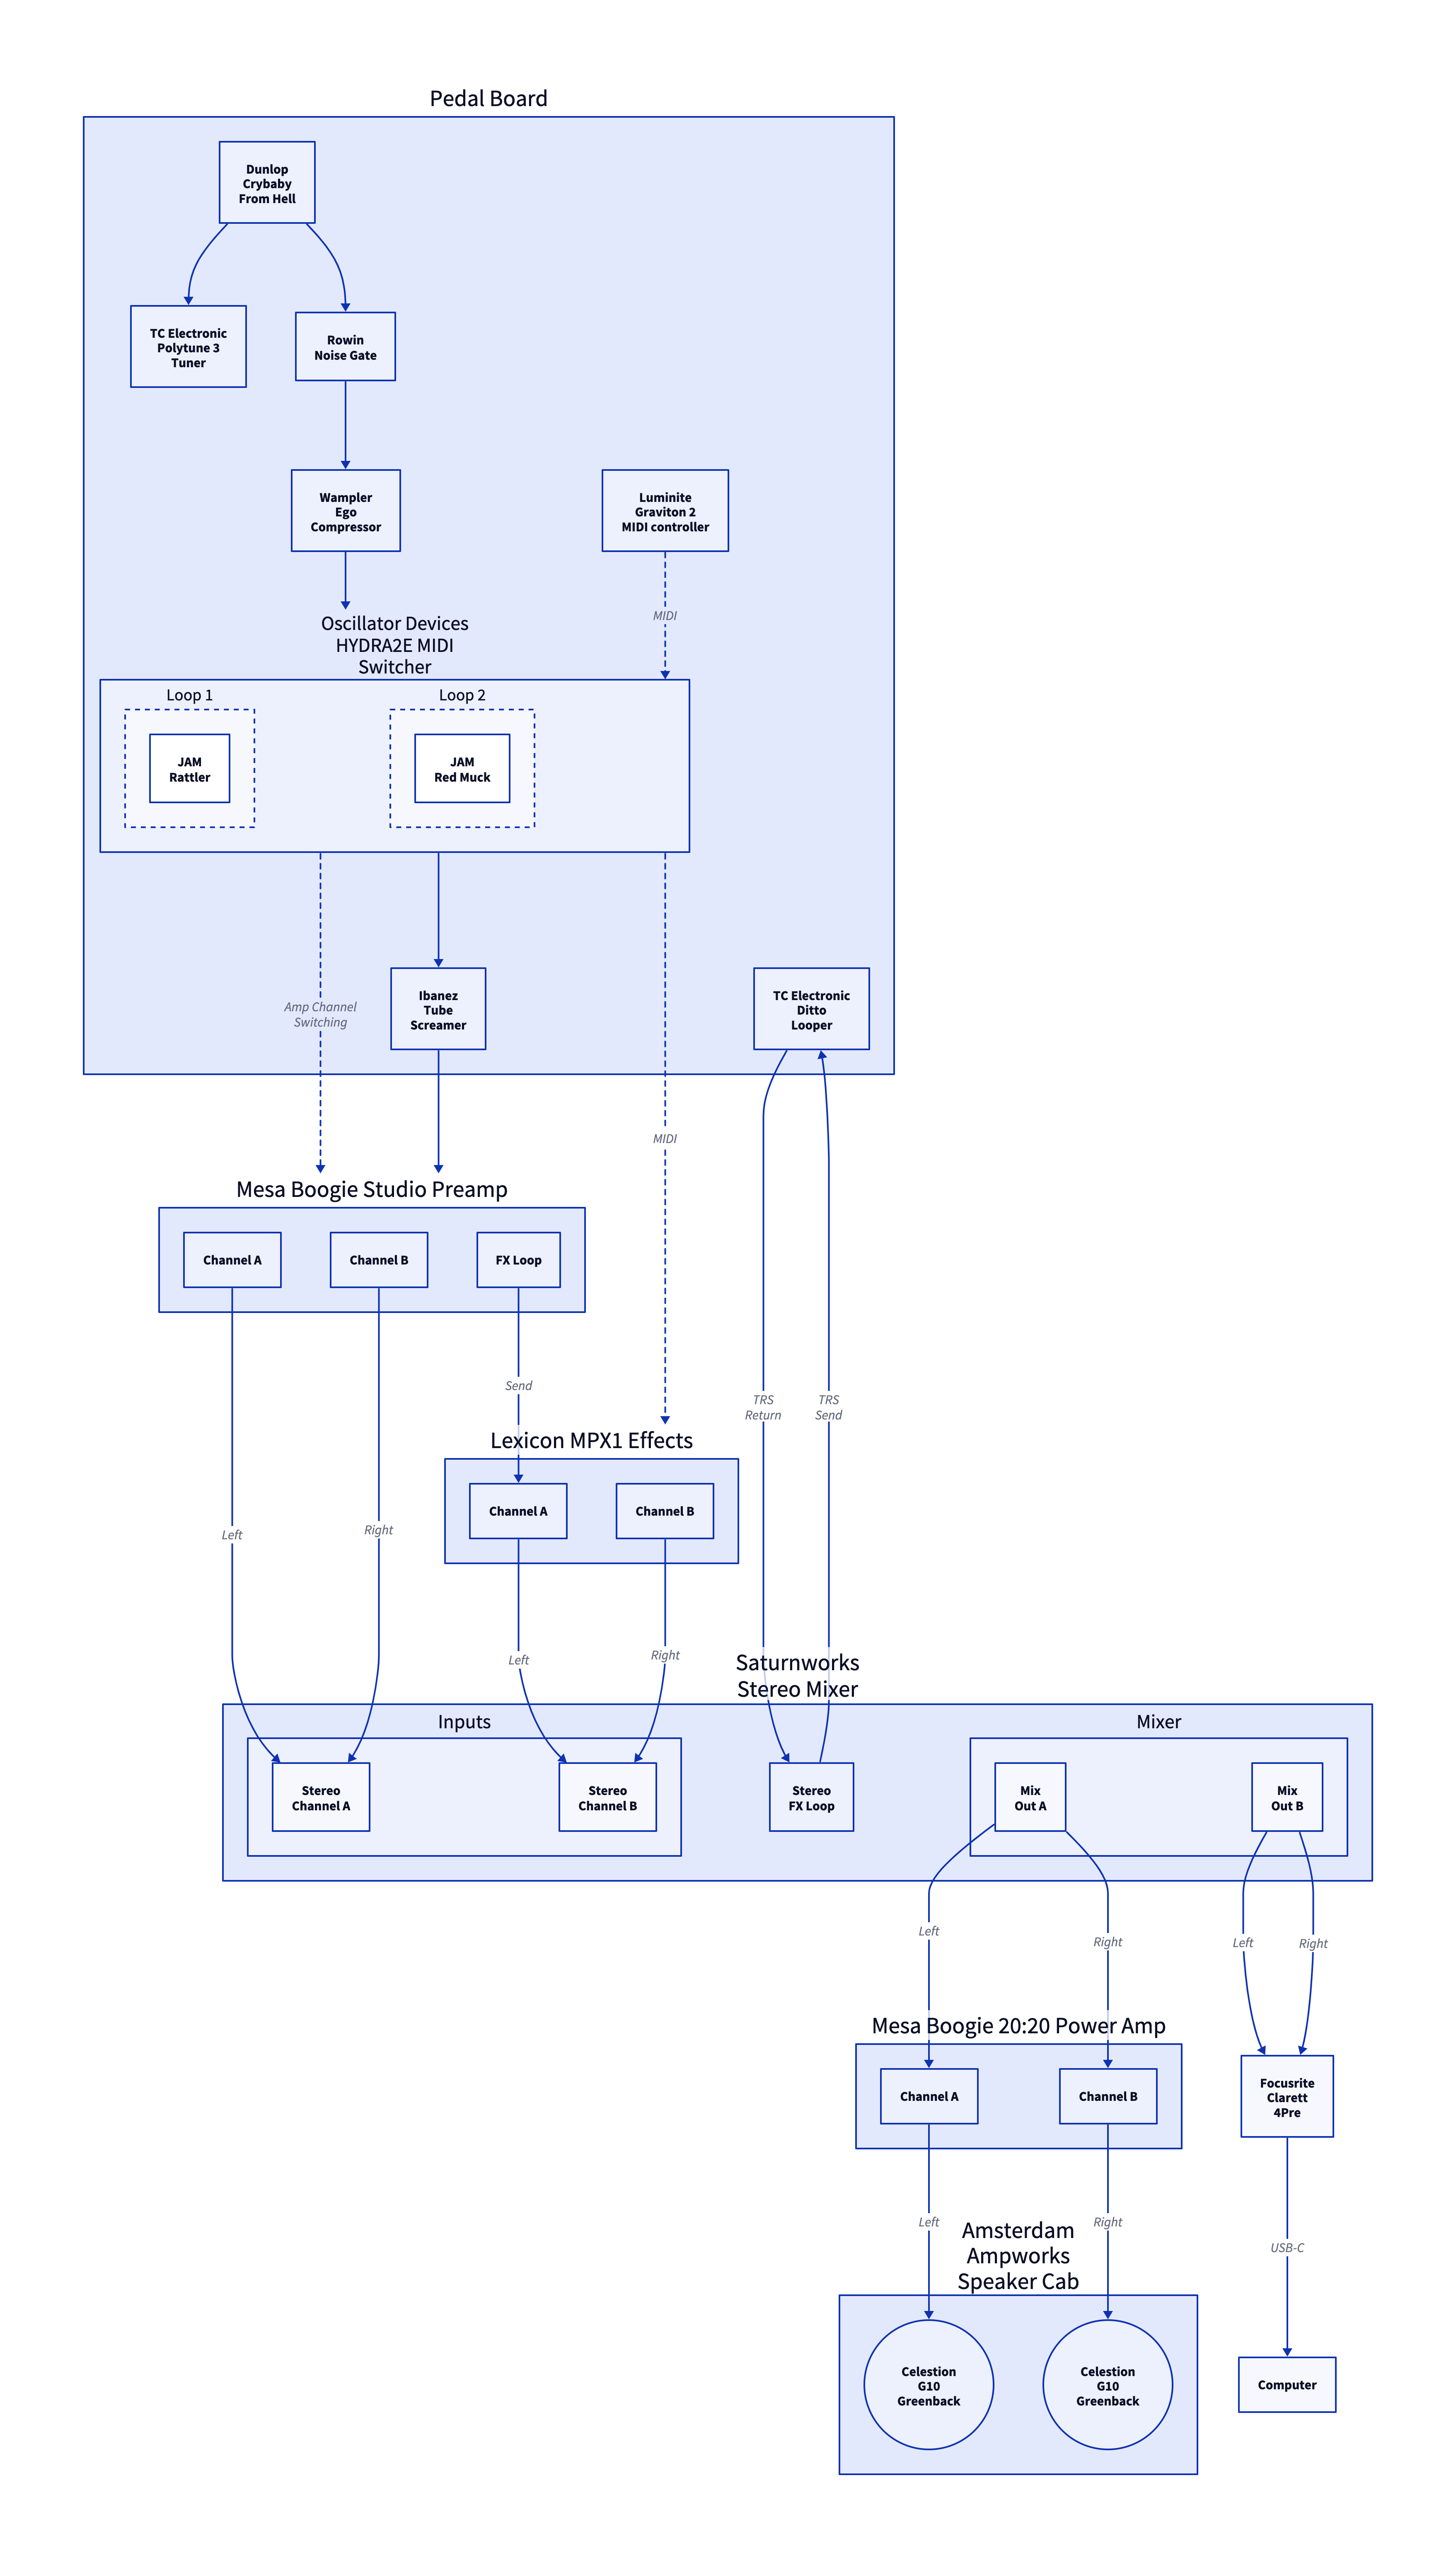 Pedal Board
Dunlop
Crybaby
From Hell
TC Electronic
Polytune 3
Tuner
Rowin
Noise Gate
Wampler
Ego
Compressor
Luminite
Graviton 2
MIDI controller
MIDI
Oscillator Devices
HYDRA2E MIDI
Switcher
Loop 1
Loop 2
JAM
Rattler
JAM
Red Muck
Amp Channel
Switching
Ibanez
Tube
Screamer
TC Electronic
Ditto
Looper
MIDI
Mesa Boogie Studio Preamp
Channel A
Channel B
FX Loop
Send
TRS
Return
TRS
Send
Lexicon MPX1 Effects
Channel A
Channel B
Left
Right
Left
Right
Saturnworks
Stereo Mixer
Inputs
Mixer
Stereo
Channel A
Stereo
Channel B
Stereo
FX Loop
Mix
Out A
Mix
Out B
Left
Right
Left
Right
Mesa Boogie 20:20 Power Amp
Channel A
Channel B
Focusrite
Clarett
4Pre
Left
Right
USB-C
Amsterdam
Ampworks
Speaker Cab
Celestion
G10
Greenback
Celestion
G10
Greenback
Computer